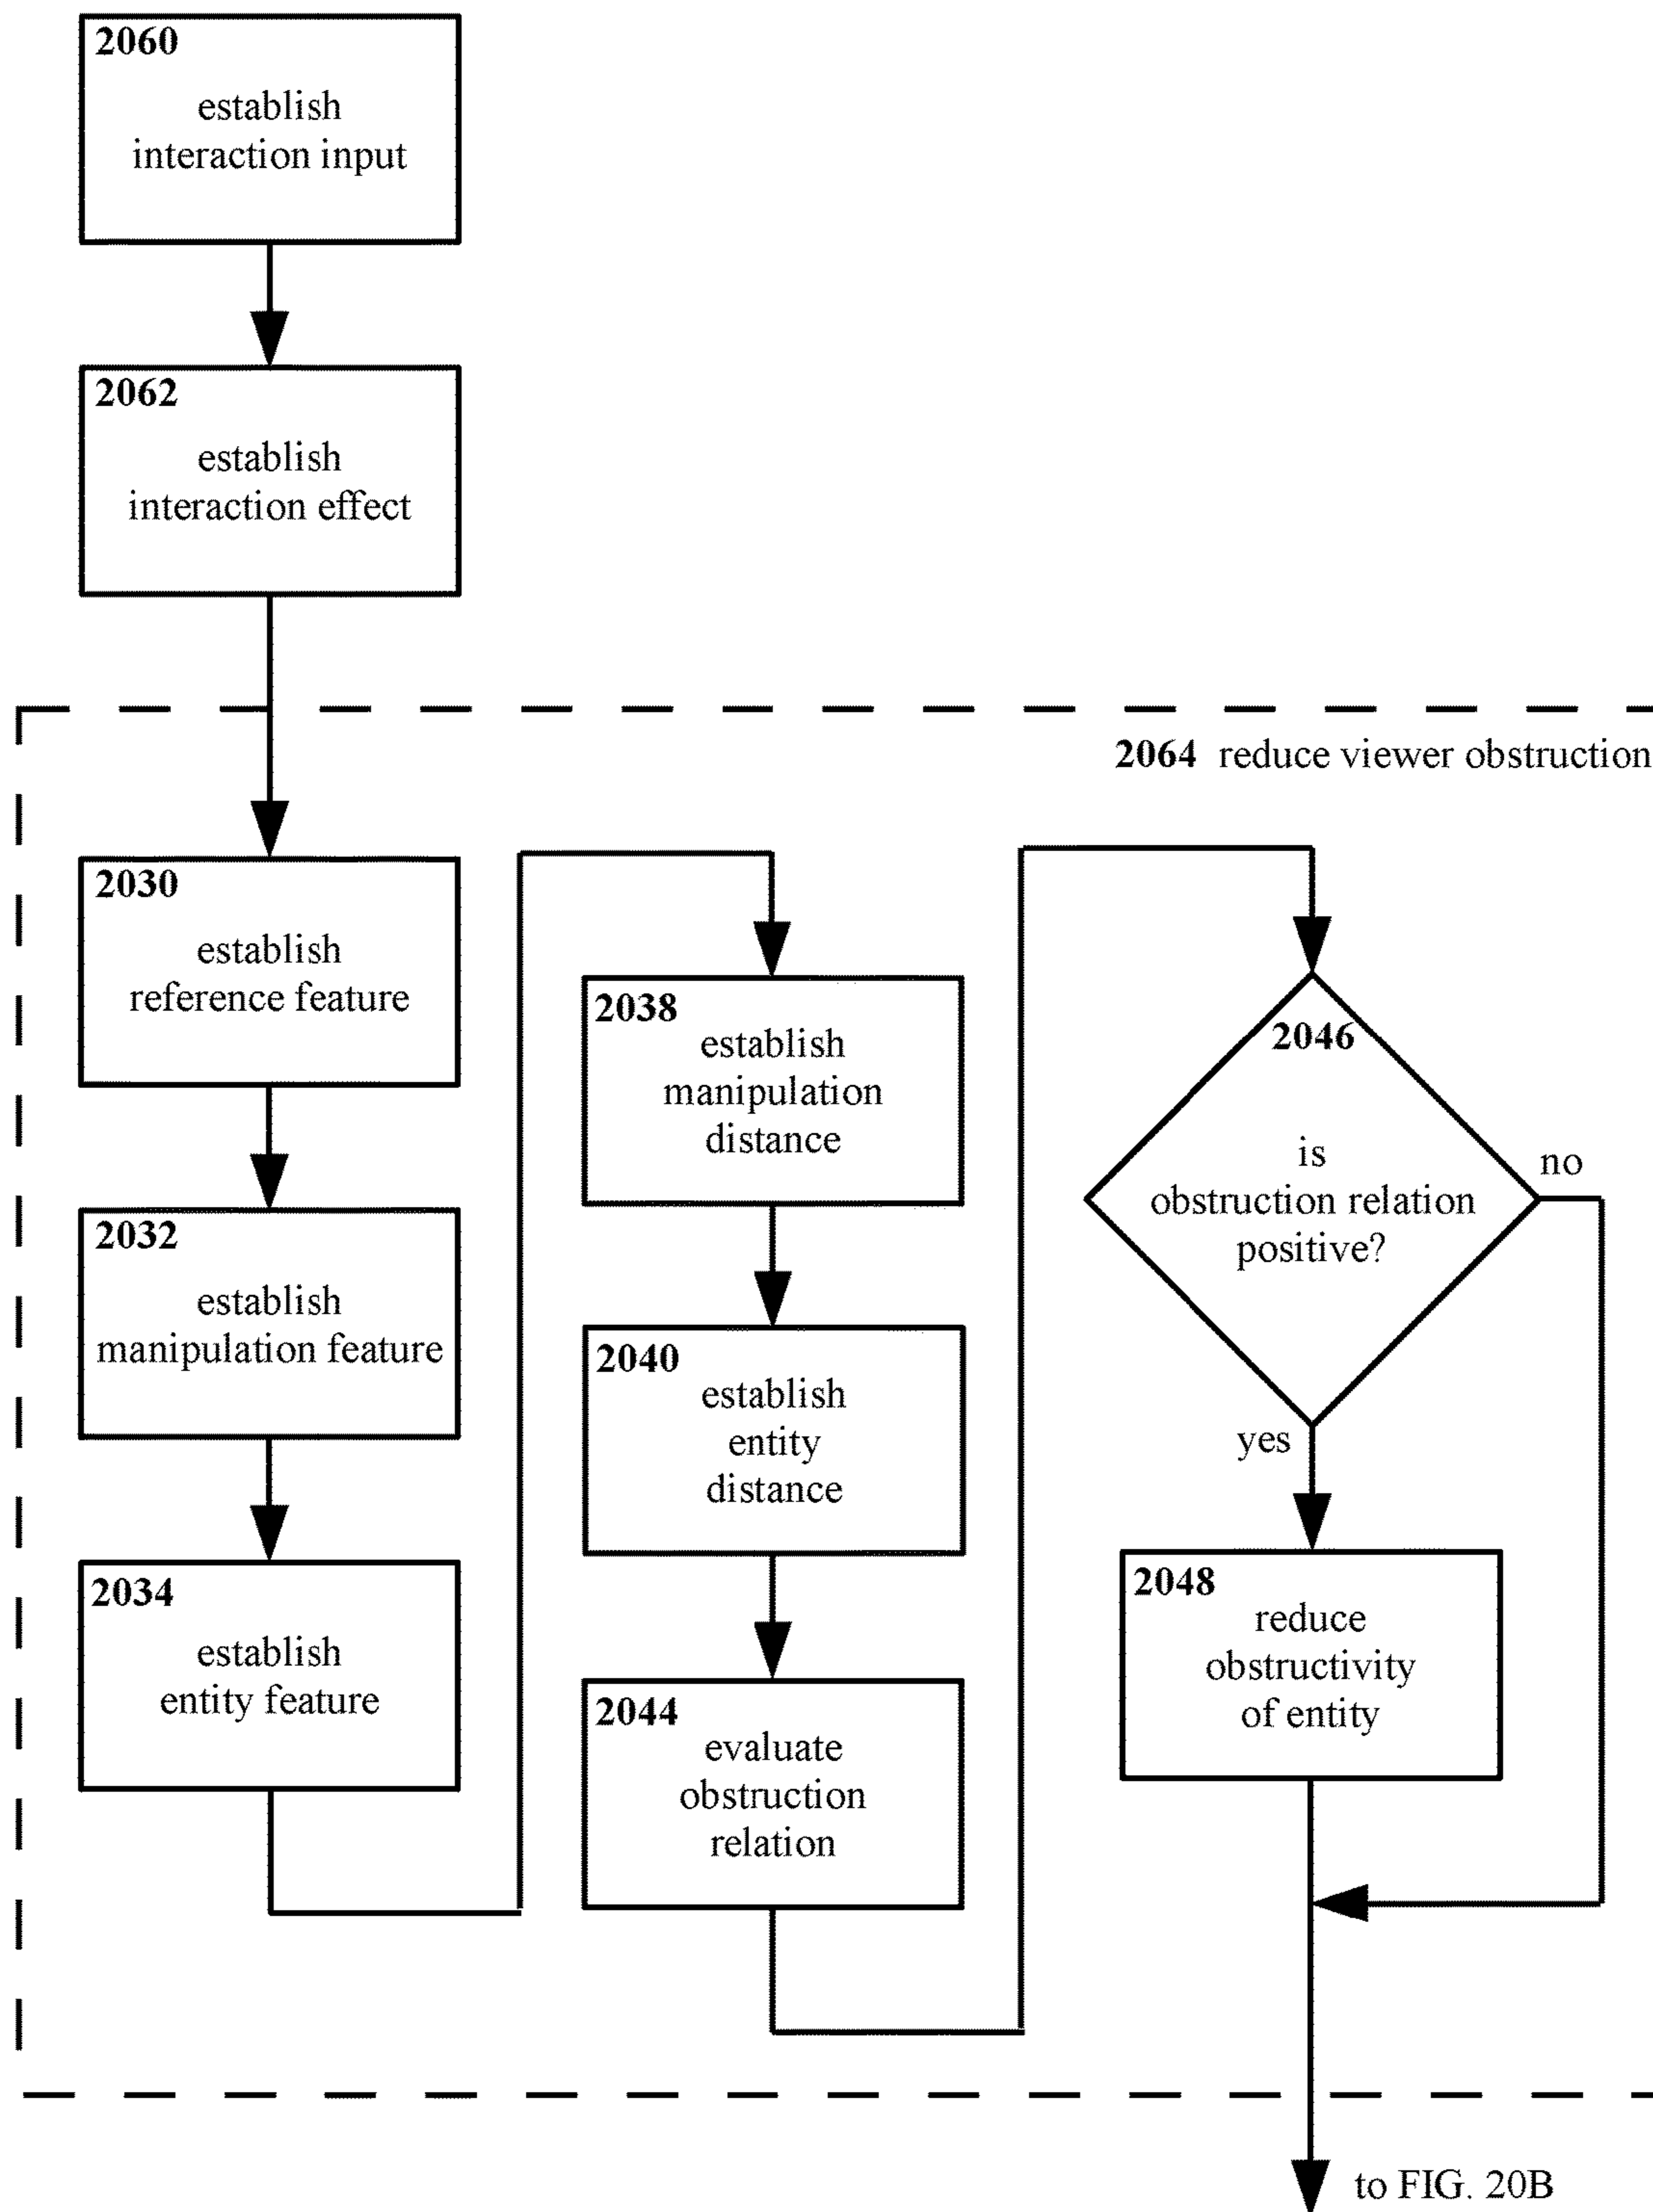 2060
establish
interaction input
2062
establish
interaction effect
2064 reduce viewer obstruction
2030
establish
reference feature
2032
establish
manipulation feature
2034
establish
entity feature
2038
establish
manipulation
distance
2040
establish
entity
distance
2044
evaluate
obstruction
relation
2046
is
obstruction relation
positive?
no
yes
2048
reduce
obstructivity
of entity
to FIG. 20B